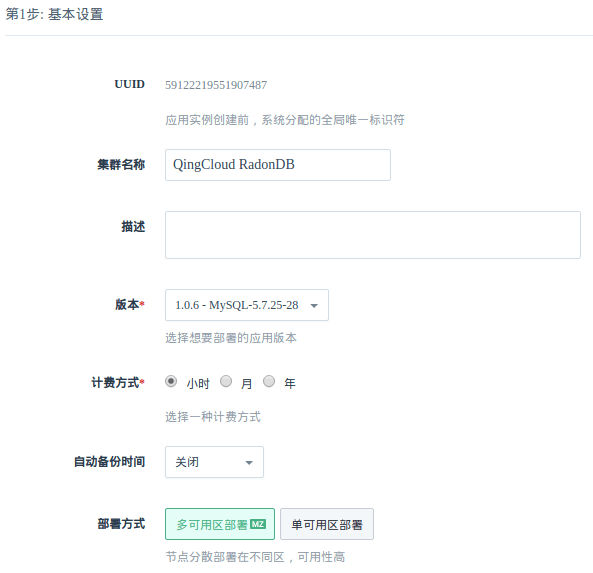 第1步: 基本设置
UUID 59122219551907487
应用实例创建前，系统分配的全局唯一标识符
集群名称 QingCloud RadonDB
描述
版本* 1.0.6 - MySQL-5.7.25-28
选择想要部署的应用版本
计费方式* 小时 月 年
选择一种计费方式
自动备份时间 关闭
部署方式 多可用区部署 MZ 单可用区部署
节点分散部署在不同区，可用性高